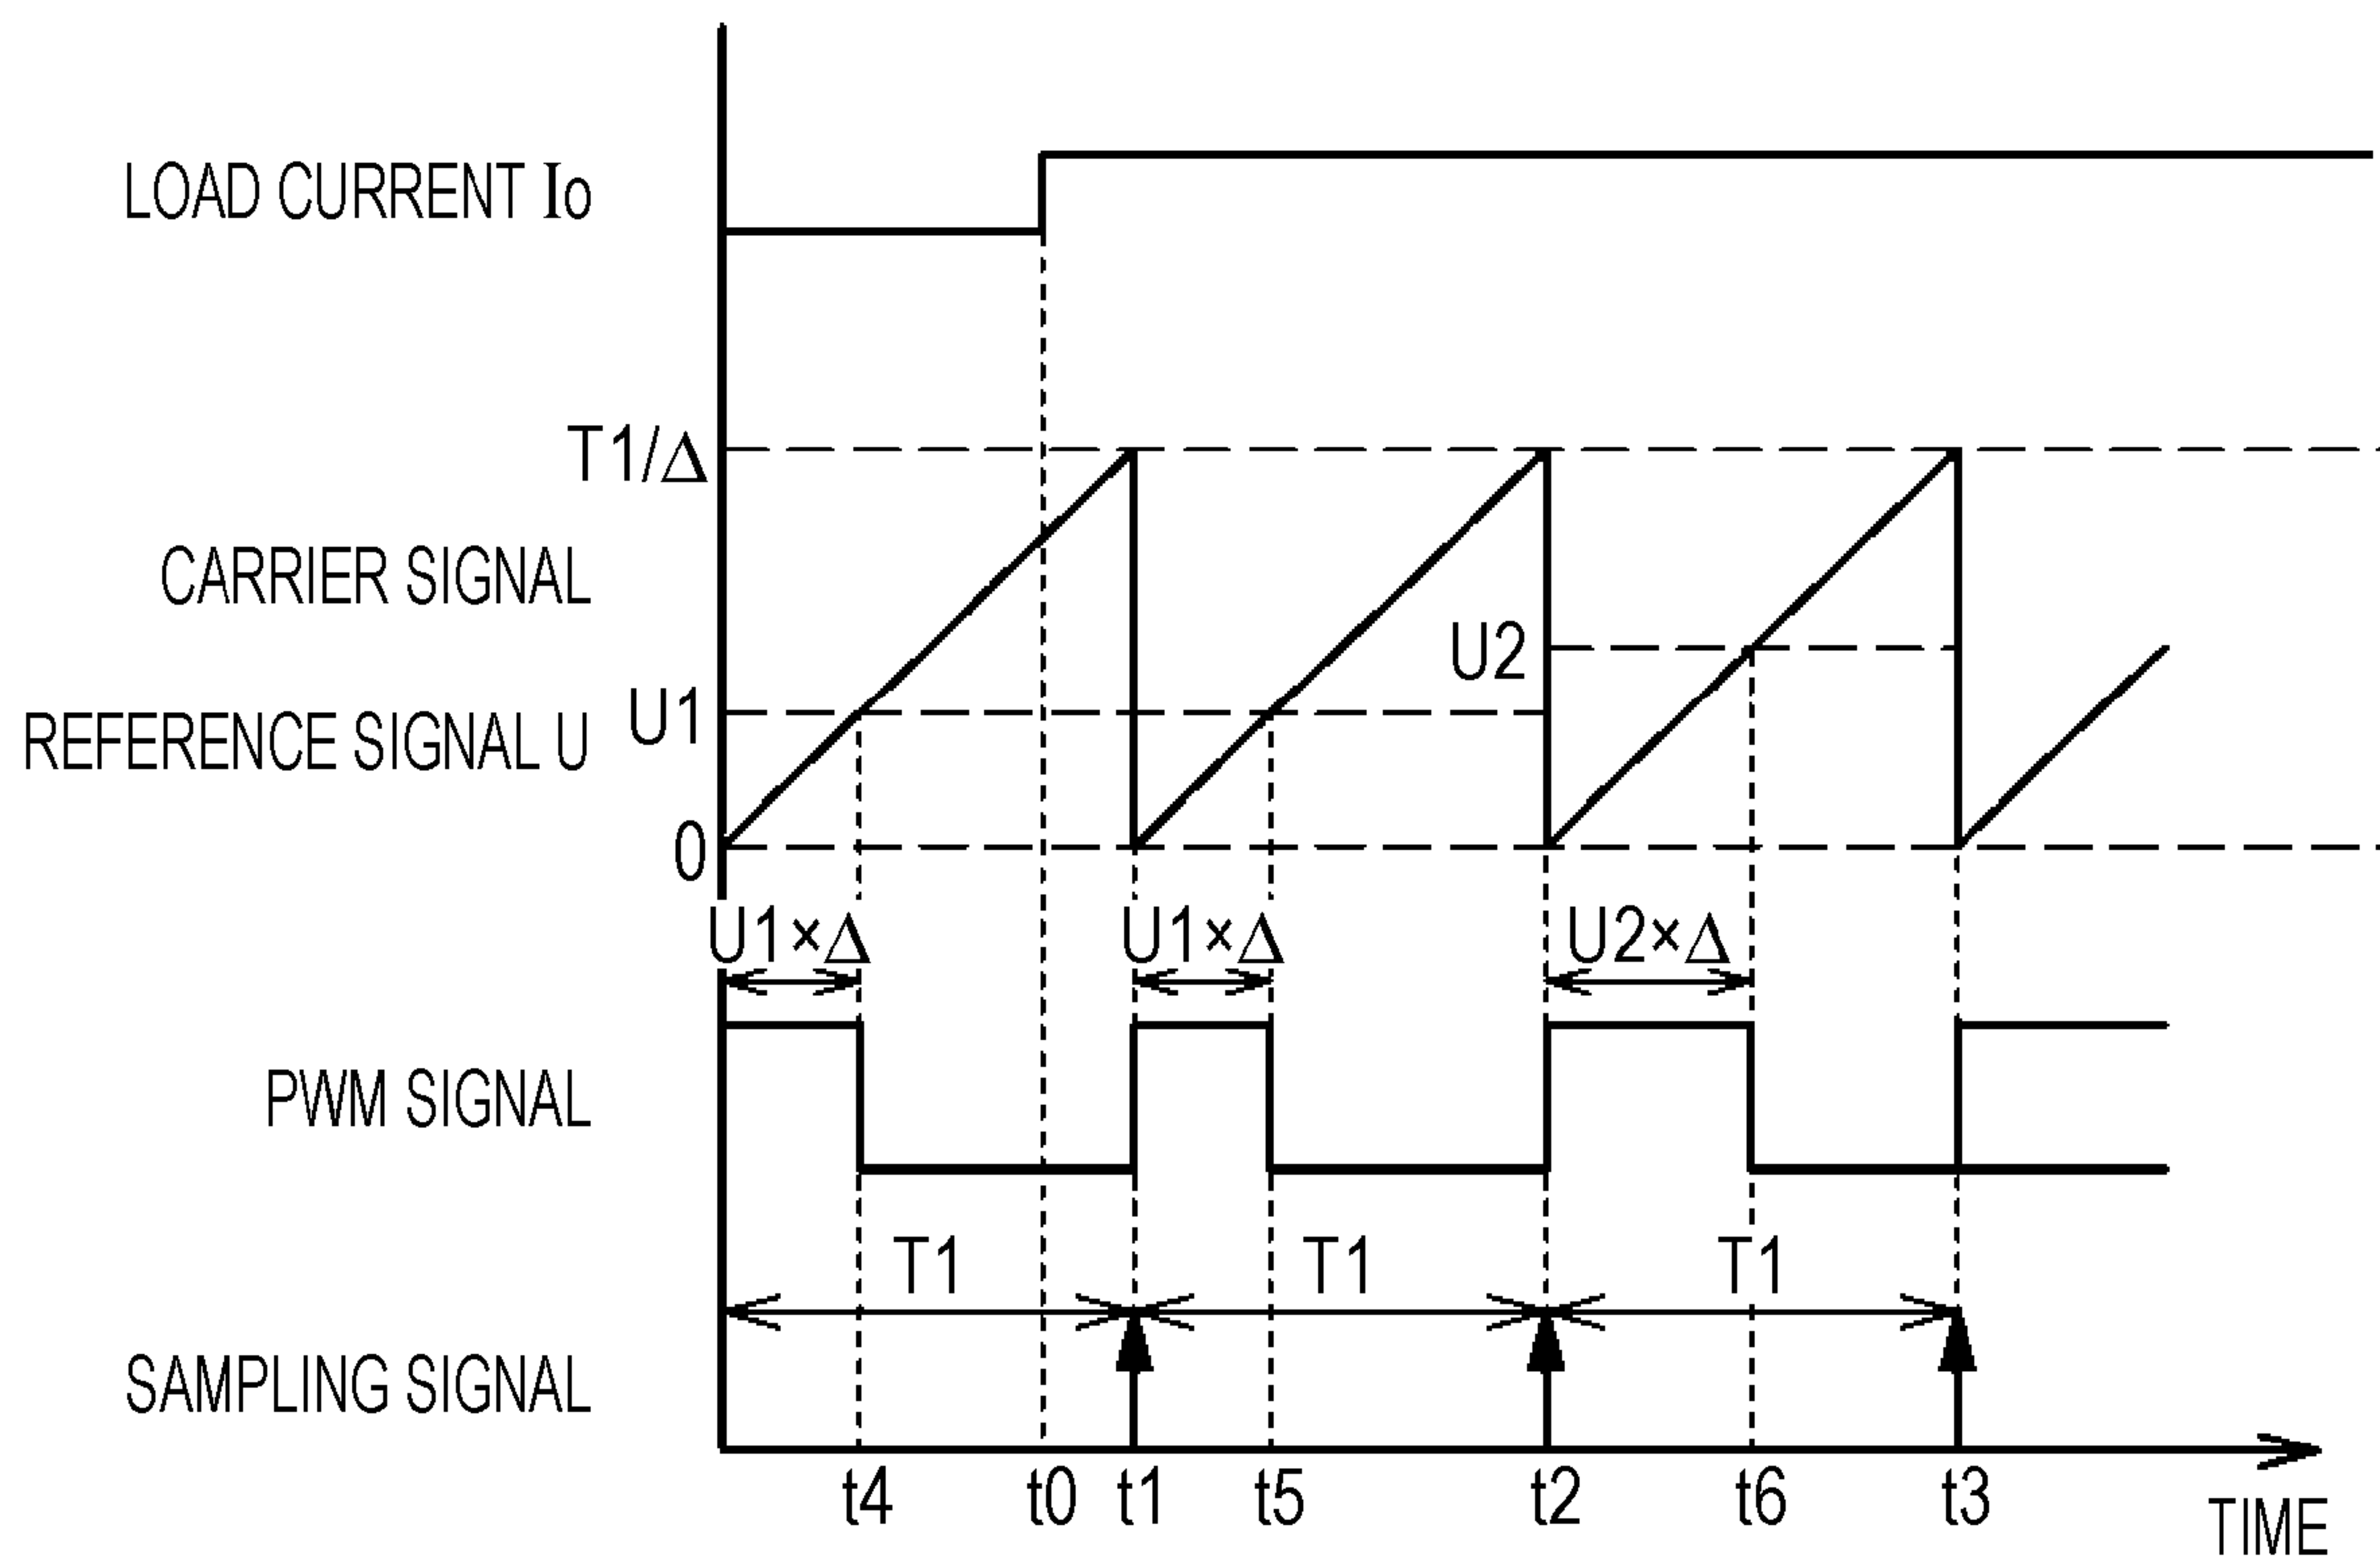 LOAD CURRENT Io
T1/Δ
CARRIER SIGNAL
U2
U1
REFERENCE SIGNAL U
0
U1×Δ U1×Δ U2×Δ
PWM SIGNAL
T1 T1 T1
SAMPLING SIGNAL
t4 t0 t1 t5 t2 t6 t3
TIME